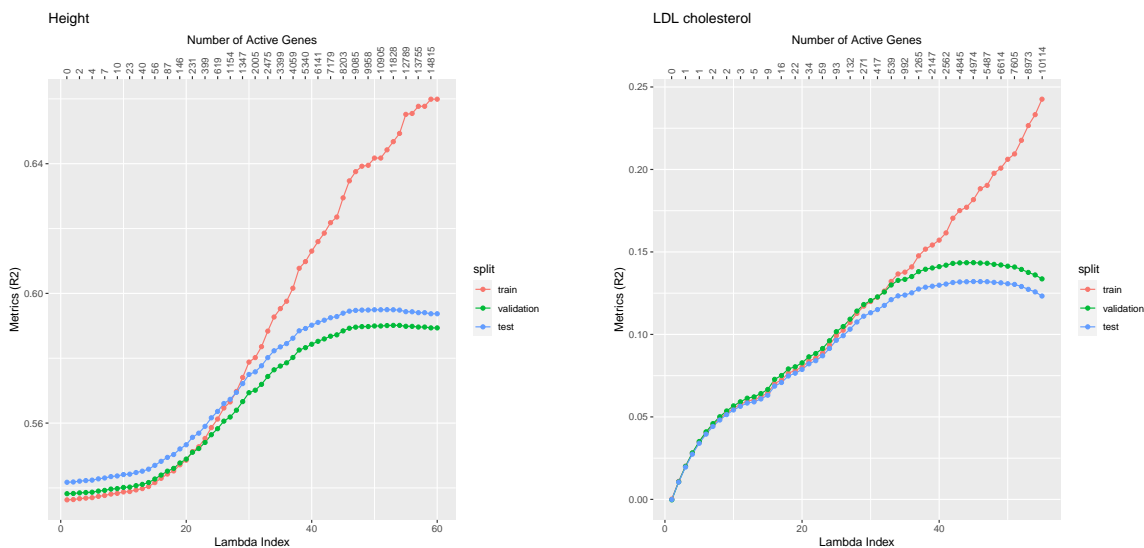 Height
Number of Active Genes
0 2 4 7 10 23 40 56 87 146 231 399 619 1154 1347 2005 2475 3399 4059 5340 6141 7179 8203 9085 9958 10905 11828 12789 13755 14815
0.64
0.60
0.56
Metrics (R2)
0 20 40 60
Lambda Index
split
train
validation
test
LDL cholesterol
Number of Active Genes
0 1 1 2 2 3 5 9 16 22 34 59 93 132 271 417 539 992 1265 2147 2562 4845 4974 5487 6614 7605 8973 10114
0.25
0.20
0.15
0.10
0.05
0.00
Metrics (R2)
0 20 40
Lambda Index
split
train
validation
test